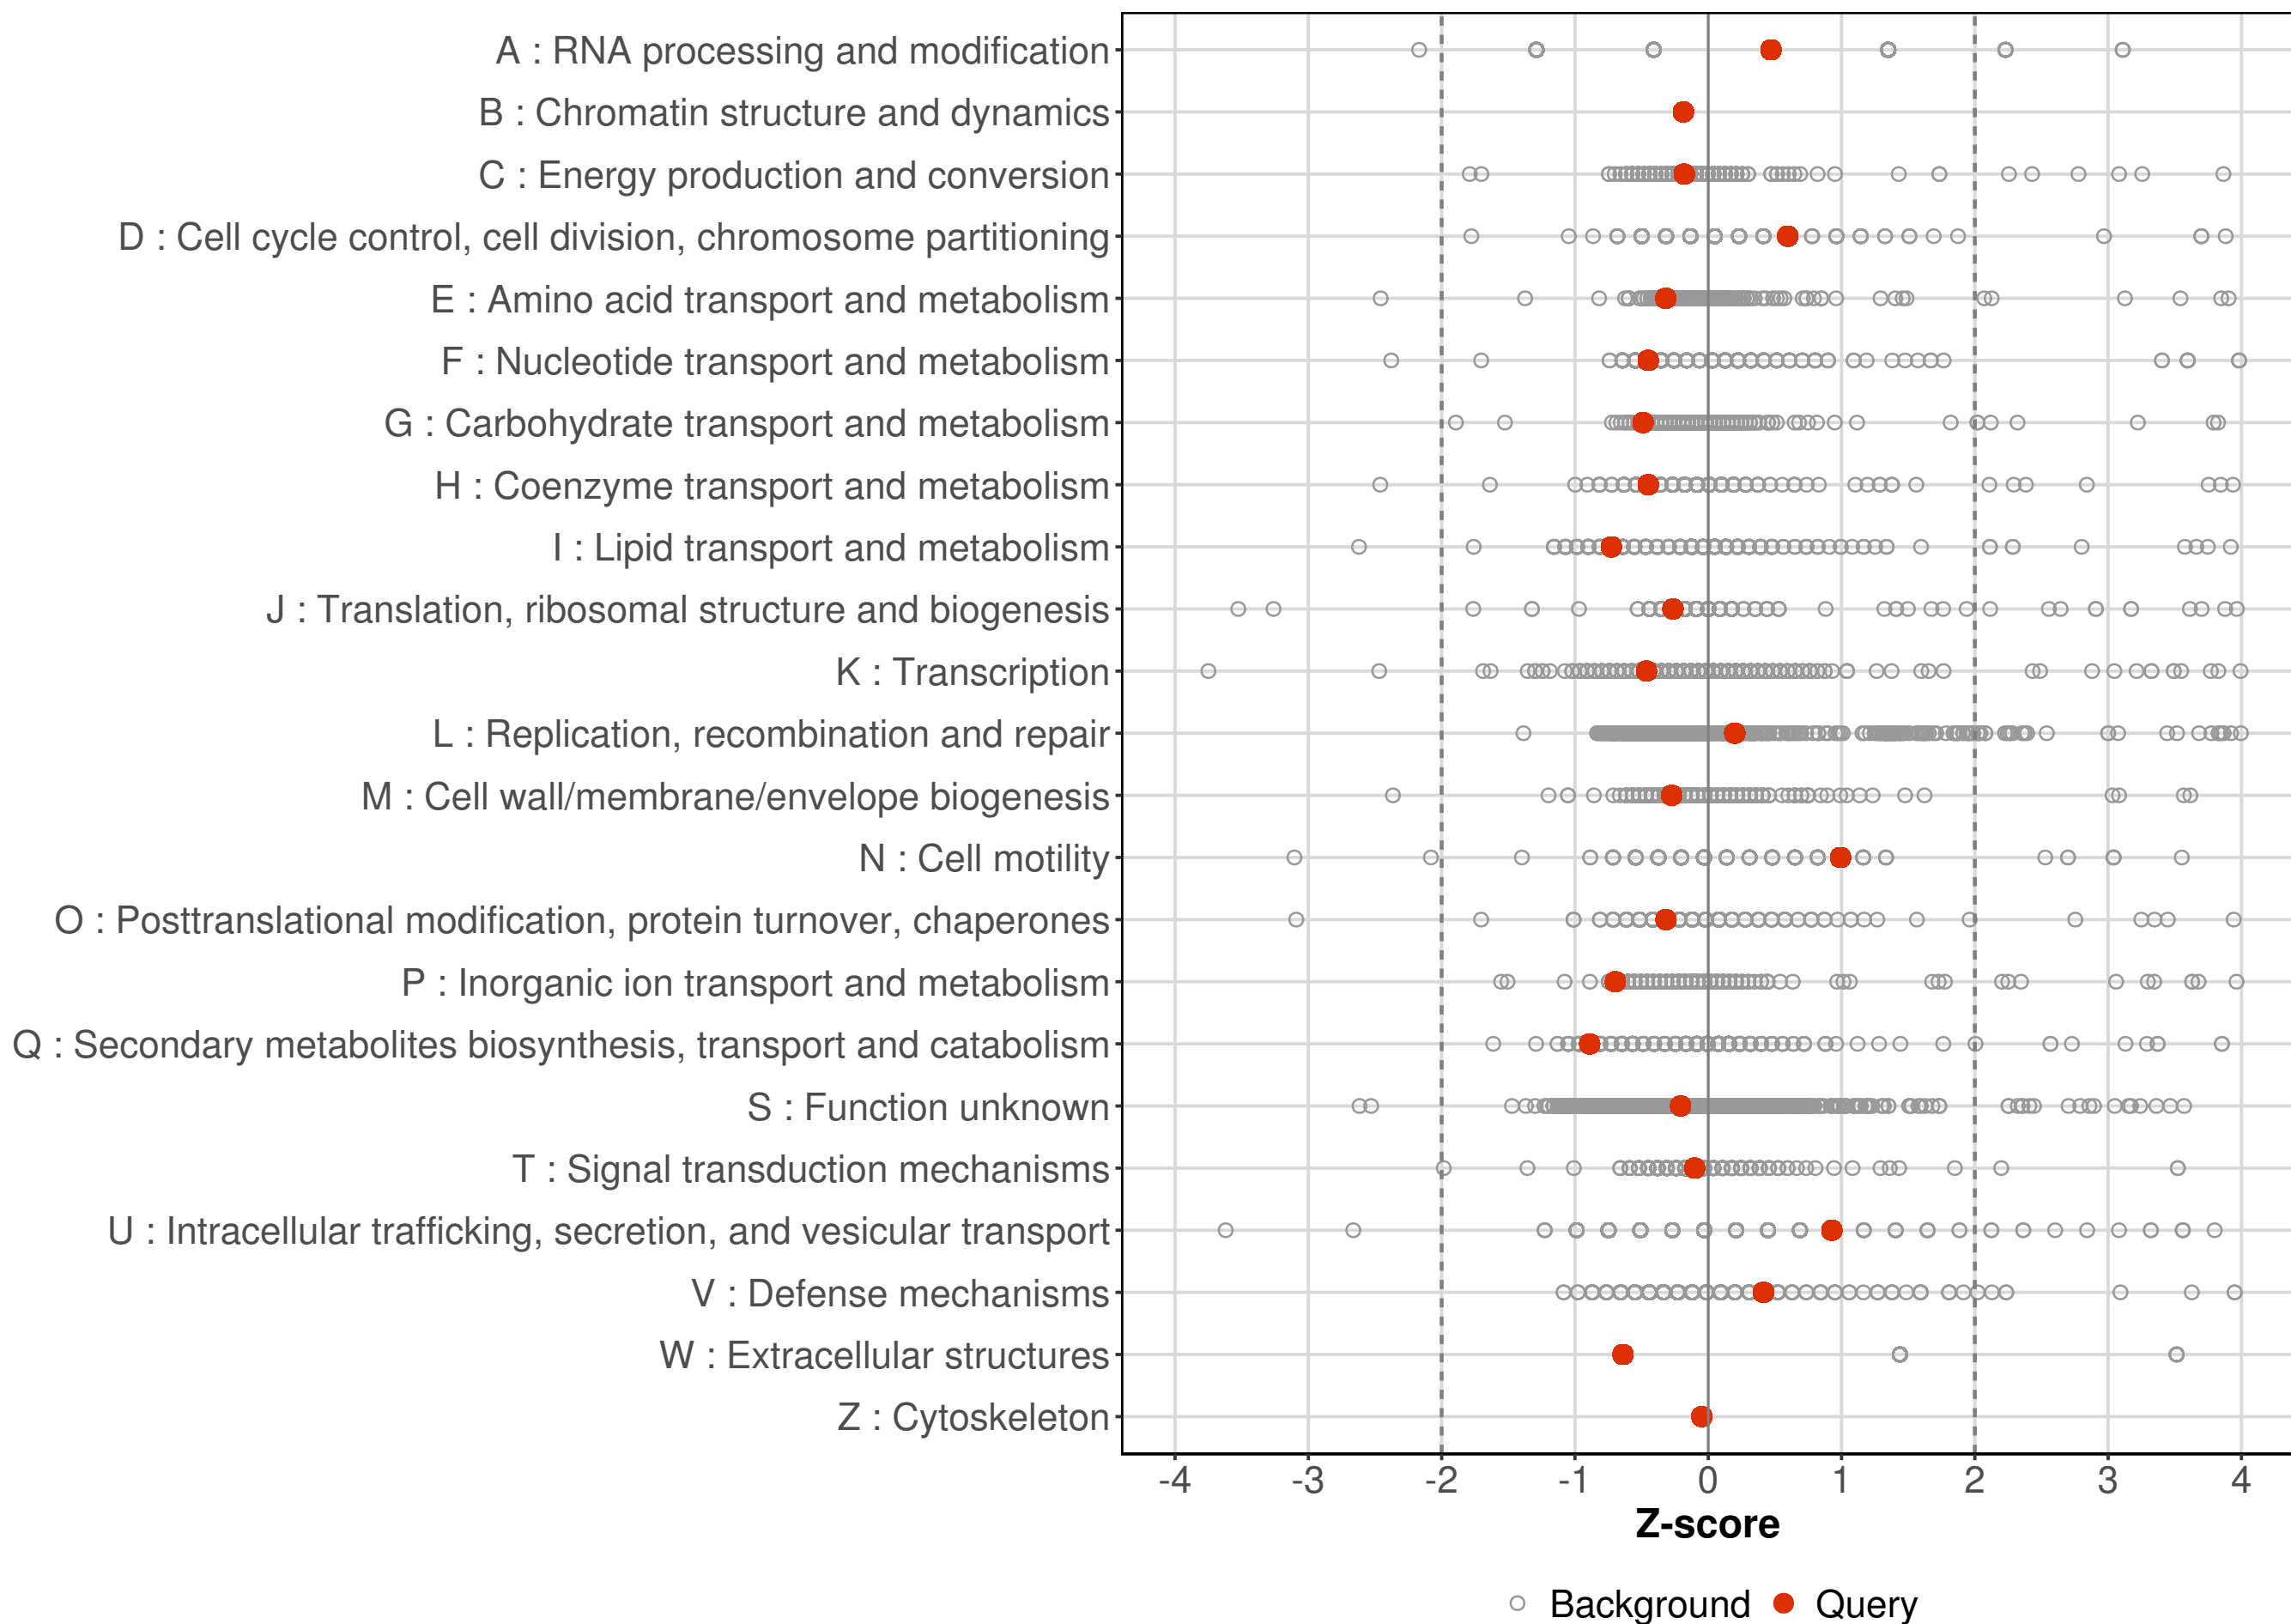 A : RNA processing and modification
B : Chromatin structure and dynamics
C : Energy production and conversion
D : Cell cycle control, cell division, chromosome partitioning
E : Amino acid transport and metabolism
F : Nucleotide transport and metabolism
G : Carbohydrate transport and metabolism
H : Coenzyme transport and metabolism
I : Lipid transport and metabolism
J : Translation, ribosomal structure and biogenesis
K : Transcription
L : Replication, recombination and repair
M : Cell wall/membrane/envelope biogenesis
N : Cell motility
O : Posttranslational modification, protein turnover, chaperones
P : Inorganic ion transport and metabolism
Q : Secondary metabolites biosynthesis, transport and catabolism
S : Function unknown
T : Signal transduction mechanisms
U : Intracellular trafficking, secretion, and vesicular transport
V : Defense mechanisms
W : Extracellular structures
Z : Cytoskeleton
-4 -3 -2 -1 0 1 2 3 4
Z-score
Background Query